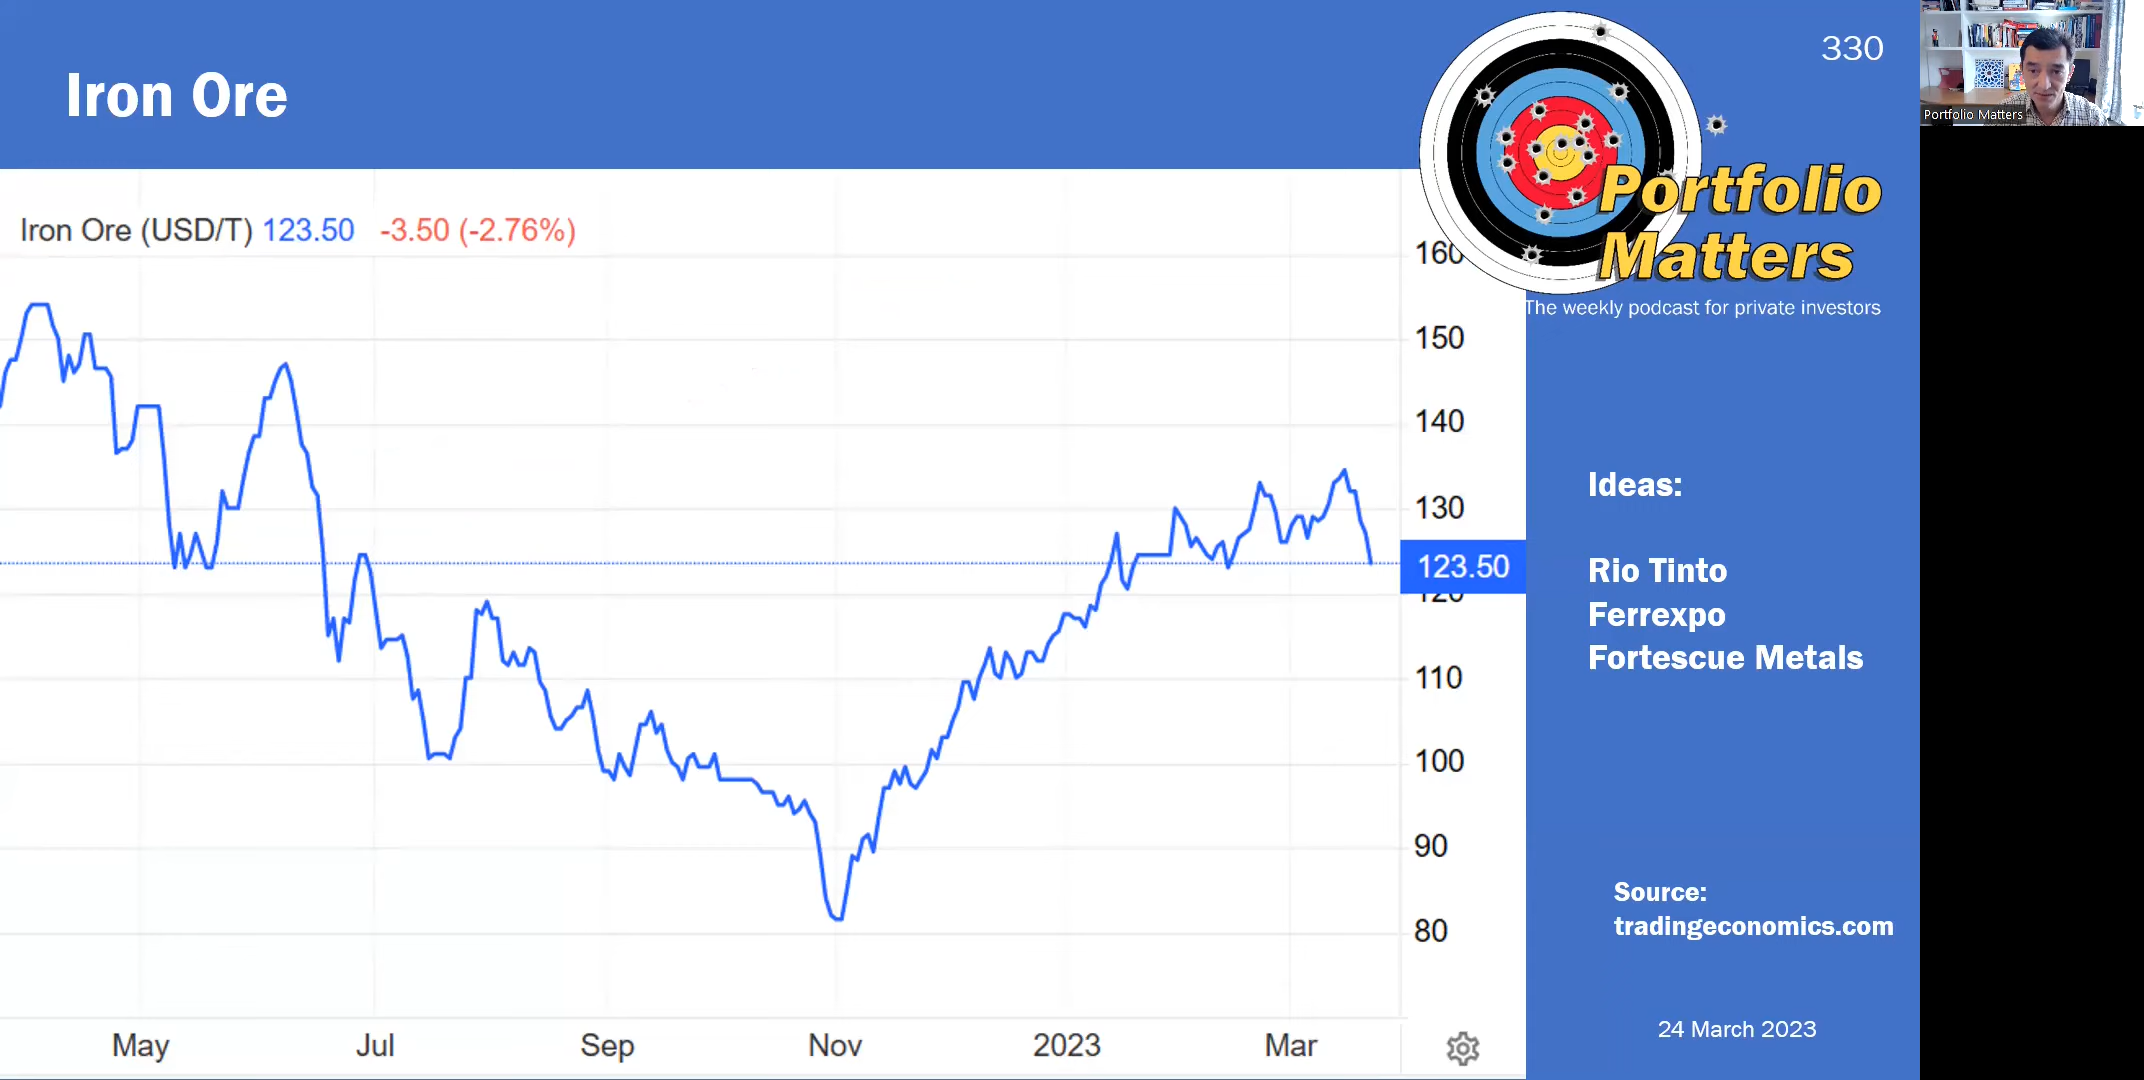 Iron Ore
330
Portfolio Matters
Portfolio
Matters
The weekly podcast for private investors
Iron Ore (USD/T) 123.50 -3.50 (-2.76%)
160
150
140
130
123.50
120
110
100
90
80
May Jul Sep Nov 2023 Mar
Ideas:
Rio Tinto
Ferrexpo
Fortescue Metals
Source:
tradingeconomics.com
24 March 2023